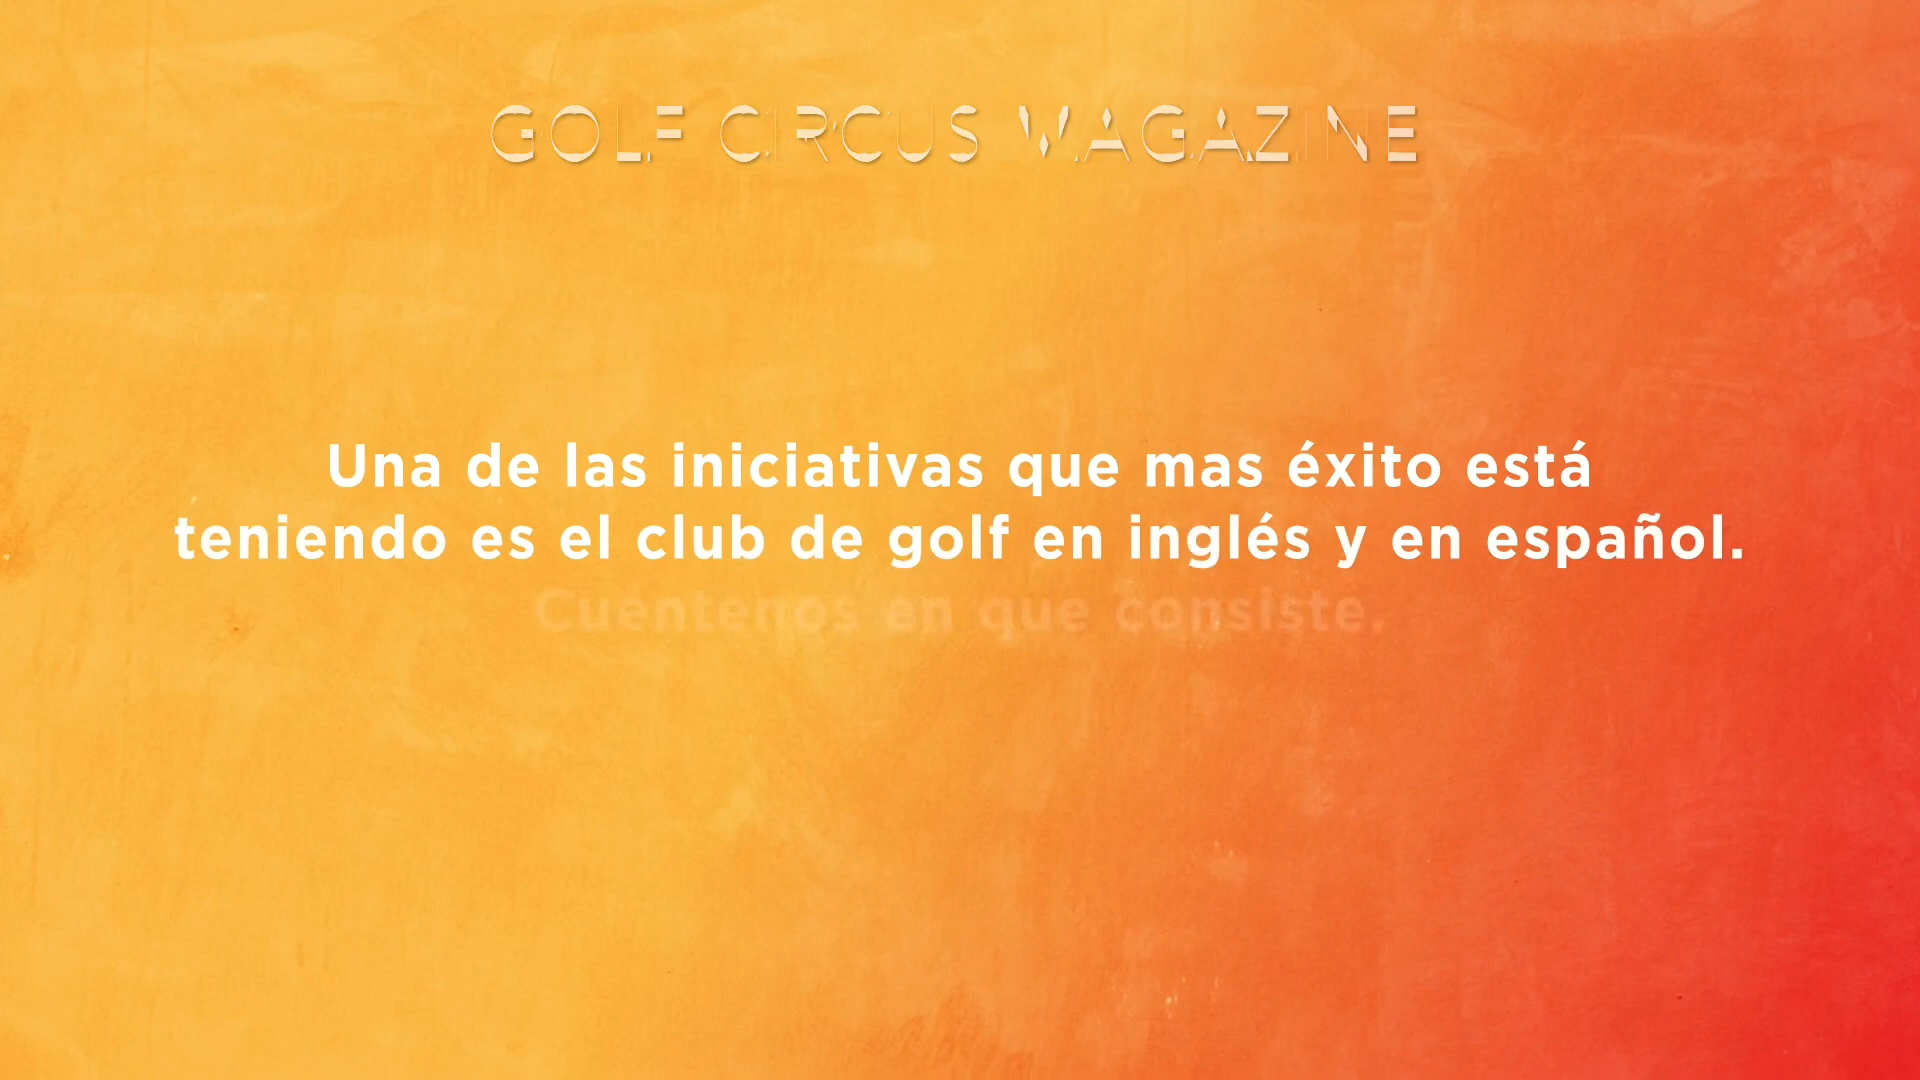 GOLF CIRCUS MAGAZINE
Una de las iniciativas que mas éxito está
teniendo es el club de golf en inglés y en español.
Cuéntenos en que consiste.